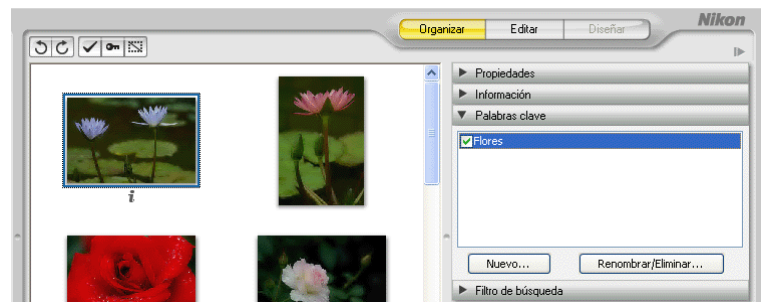 Nikon
Organizar Editar Diseñar
Propiedades
Información
Palabras clave
Flores
Nuevo... Renombrar/Eliminar...
Filtro de búsqueda